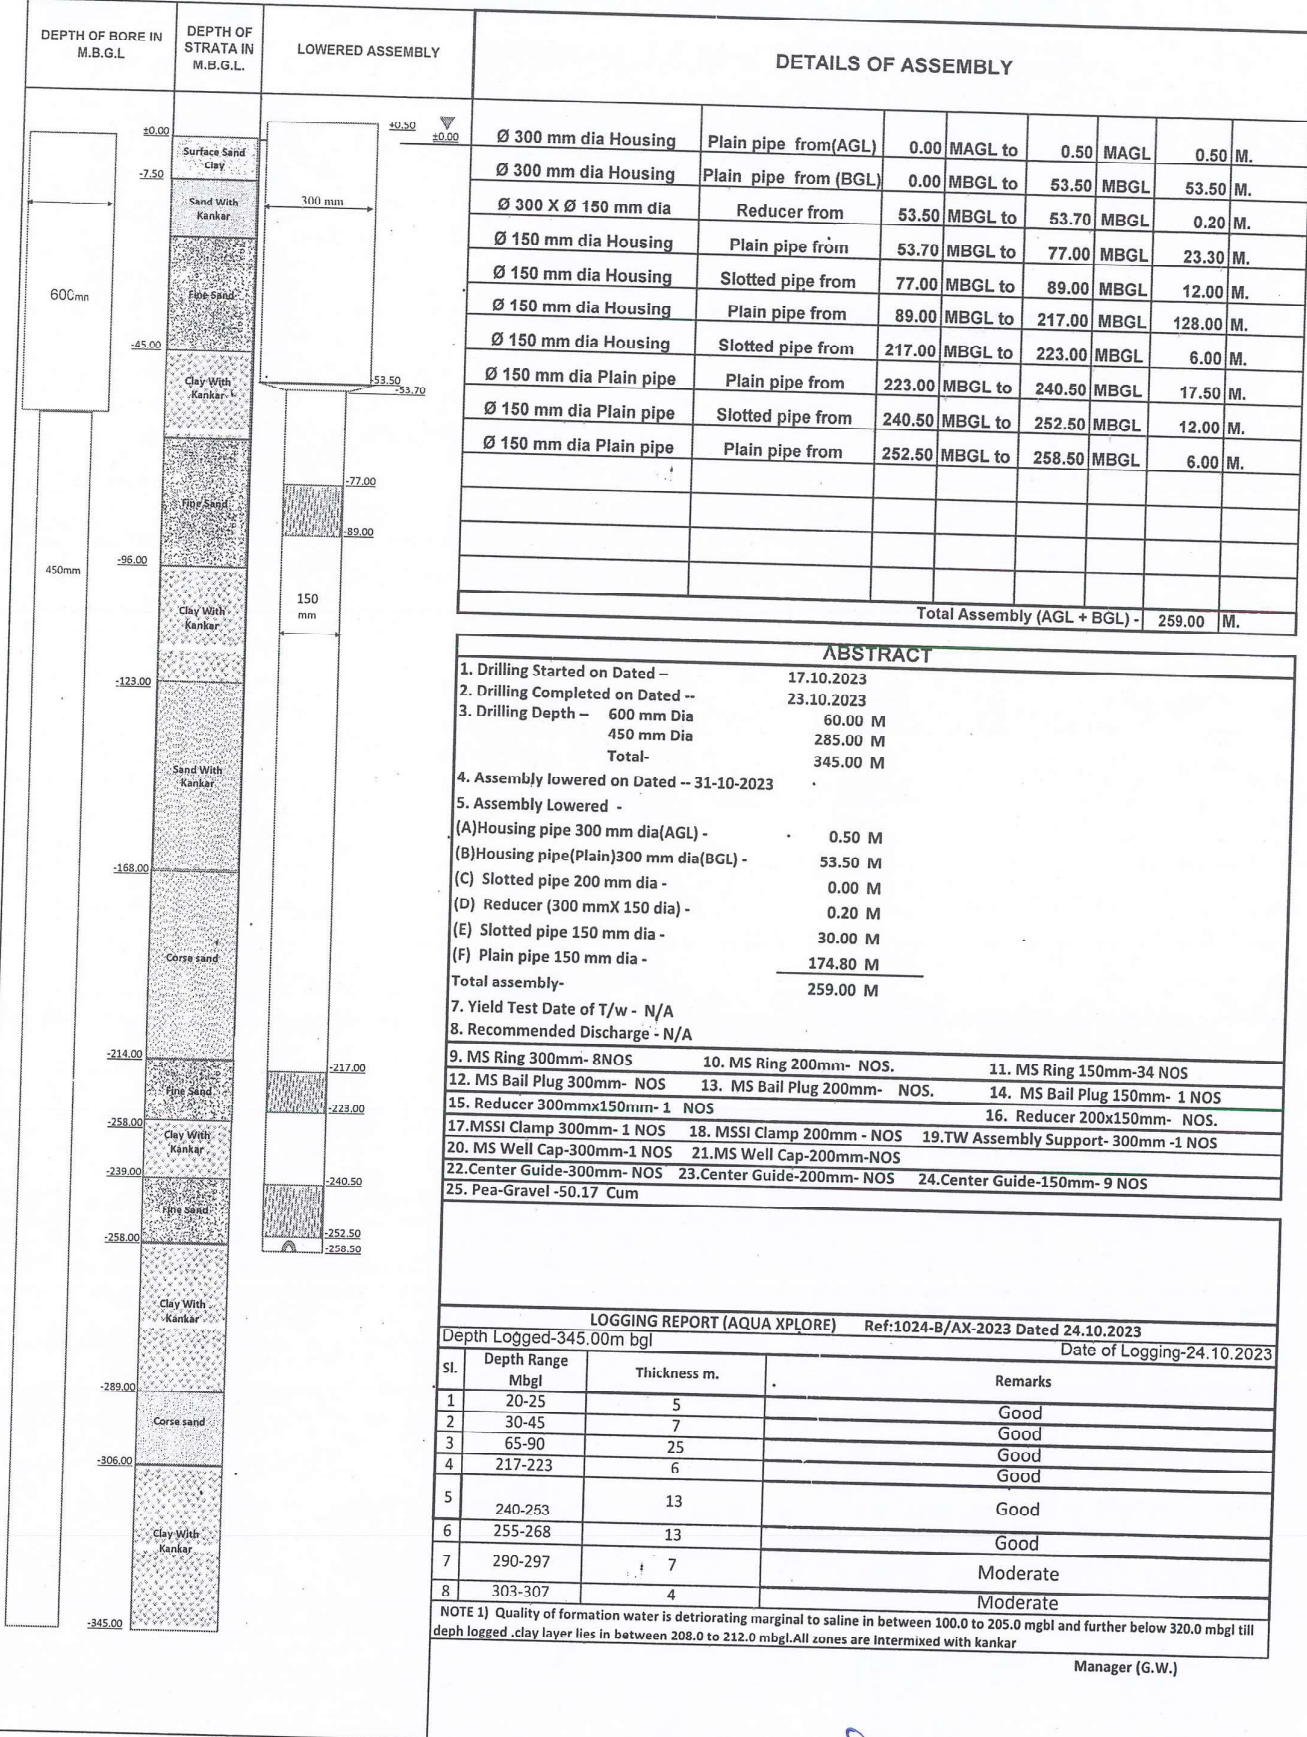 DEPTH OF BORE IN M.B.G.L
DEPTH OF STRATA IN M.B.G.L.
LOWERED ASSEMBLY
DETAILS OF ASSEMBLY
±0.00
Surface Sand Clay
-7.50
Sand With Kankar
Fine Sand
-45.00
Clay With Kankar
Fine Sand
-96.00
Clay With Kankar
-123.00
Sand With Kankar
-168.00
Corse sand
-214.00
Fine Sand
-258.00
Clay With Kankar
-239.00
Fine Sand
-258.00
Clay With Kankar
-289.00
Corse sand
-306.00
Clay With Kankar
-345.00
600mn
450mm
+0.50
±0.00
300 mm
-53.50
-53.70
-77.00
-89.00
150 mm
-217.00
-223.00
-240.50
-252.50
-258.50
Ø 300 mm dia Housing Plain pipe from(AGL) 0.00 MAGL to 0.50 MAGL 0.50 M.
Ø 300 mm dia Housing Plain pipe from (BGL) 0.00 MBGL to 53.50 MBGL 53.50 M.
Ø 300 X Ø 150 mm dia Reducer from 53.50 MBGL to 53.70 MBGL 0.20 M.
Ø 150 mm dia Housing Plain pipe from 53.70 MBGL to 77.00 MBGL 23.30 M.
Ø 150 mm dia Housing Slotted pipe from 77.00 MBGL to 89.00 MBGL 12.00 M.
Ø 150 mm dia Housing Plain pipe from 89.00 MBGL to 217.00 MBGL 128.00 M.
Ø 150 mm dia Housing Slotted pipe from 217.00 MBGL to 223.00 MBGL 6.00 M.
Ø 150 mm dia Plain pipe Plain pipe from 223.00 MBGL to 240.50 MBGL 17.50 M.
Ø 150 mm dia Plain pipe Slotted pipe from 240.50 MBGL to 252.50 MBGL 12.00 M.
Ø 150 mm dia Plain pipe Plain pipe from 252.50 MBGL to 258.50 MBGL 6.00 M.
Total Assembly (AGL + BGL) - 259.00 M.
ABSTRACT
1. Drilling Started on Dated – 17.10.2023
2. Drilling Completed on Dated -- 23.10.2023
3. Drilling Depth – 600 mm Dia 60.00 M
450 mm Dia 285.00 M
Total- 345.00 M
4. Assembly lowered on Dated -- 31-10-2023
5. Assembly Lowered -
(A)Housing pipe 300 mm dia(AGL) - 0.50 M
(B)Housing pipe(Plain)300 mm dia(BGL) - 53.50 M
(C) Slotted pipe 200 mm dia - 0.00 M
(D) Reducer (300 mmX 150 dia) - 0.20 M
(E) Slotted pipe 150 mm dia - 30.00 M
(F) Plain pipe 150 mm dia - 174.80 M
Total assembly- 259.00 M
7. Yield Test Date of T/w - N/A
8. Recommended Discharge - N/A
9. MS Ring 300mm- 8NOS 10. MS Ring 200mm- NOS. 11. MS Ring 150mm-34 NOS
12. MS Bail Plug 300mm- NOS 13. MS Bail Plug 200mm- NOS. 14. MS Bail Plug 150mm- 1 NOS
15. Reducer 300mmx150mm- 1 NOS 16. Reducer 200x150mm- NOS.
17.MSSI Clamp 300mm- 1 NOS 18. MSSI Clamp 200mm - NOS 19.TW Assembly Support- 300mm -1 NOS
20. MS Well Cap-300mm-1 NOS 21.MS Well Cap-200mm-NOS
22.Center Guide-300mm- NOS 23.Center Guide-200mm- NOS 24.Center Guide-150mm- 9 NOS
25. Pea-Gravel -50.17 Cum
LOGGING REPORT (AQUA XPLORE) Ref:1024-B/AX-2023 Dated 24.10.2023
Depth Logged-345.00m bgl Date of Logging-24.10.2023
Sl. Depth Range Mbgl Thickness m. Remarks
1 20-25 5 Good
2 30-45 7 Good
3 65-90 25 Good
4 217-223 6 Good
5 240-253 13 Good
6 255-268 13 Good
7 290-297 7 Moderate
8 303-307 4 Moderate
NOTE 1) Quality of formation water is detriorating marginal to saline in between 100.0 to 205.0 mgbl and further below 320.0 mbgl till
deph logged .clay layer lies in between 208.0 to 212.0 mbgl.All zones are Intermixed with kankar
Manager (G.W.)